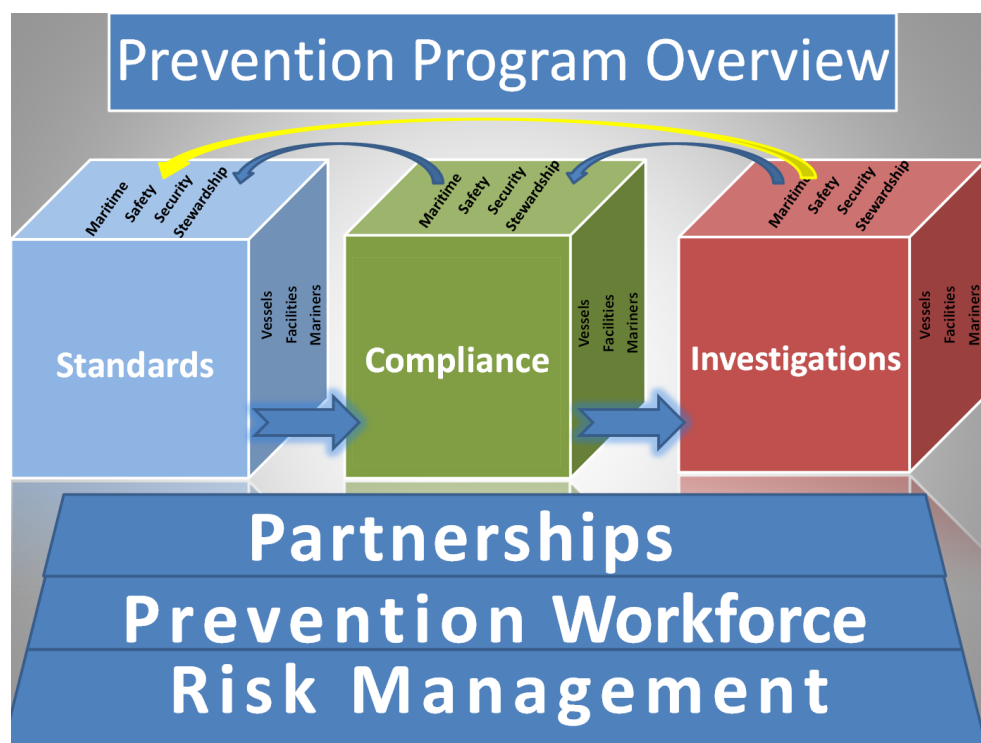 Prevention Program Overview
Maritime
Safety
Security
Stewardship
Vessels
Facilities
Mariners
Standards
Maritime
Safety
Security
Stewardship
Vessels
Facilities
Mariners
Compliance
Maritime
Safety
Security
Stewardship
Vessels
Facilities
Mariners
Investigations
Partnerships
Prevention Workforce
Risk Management